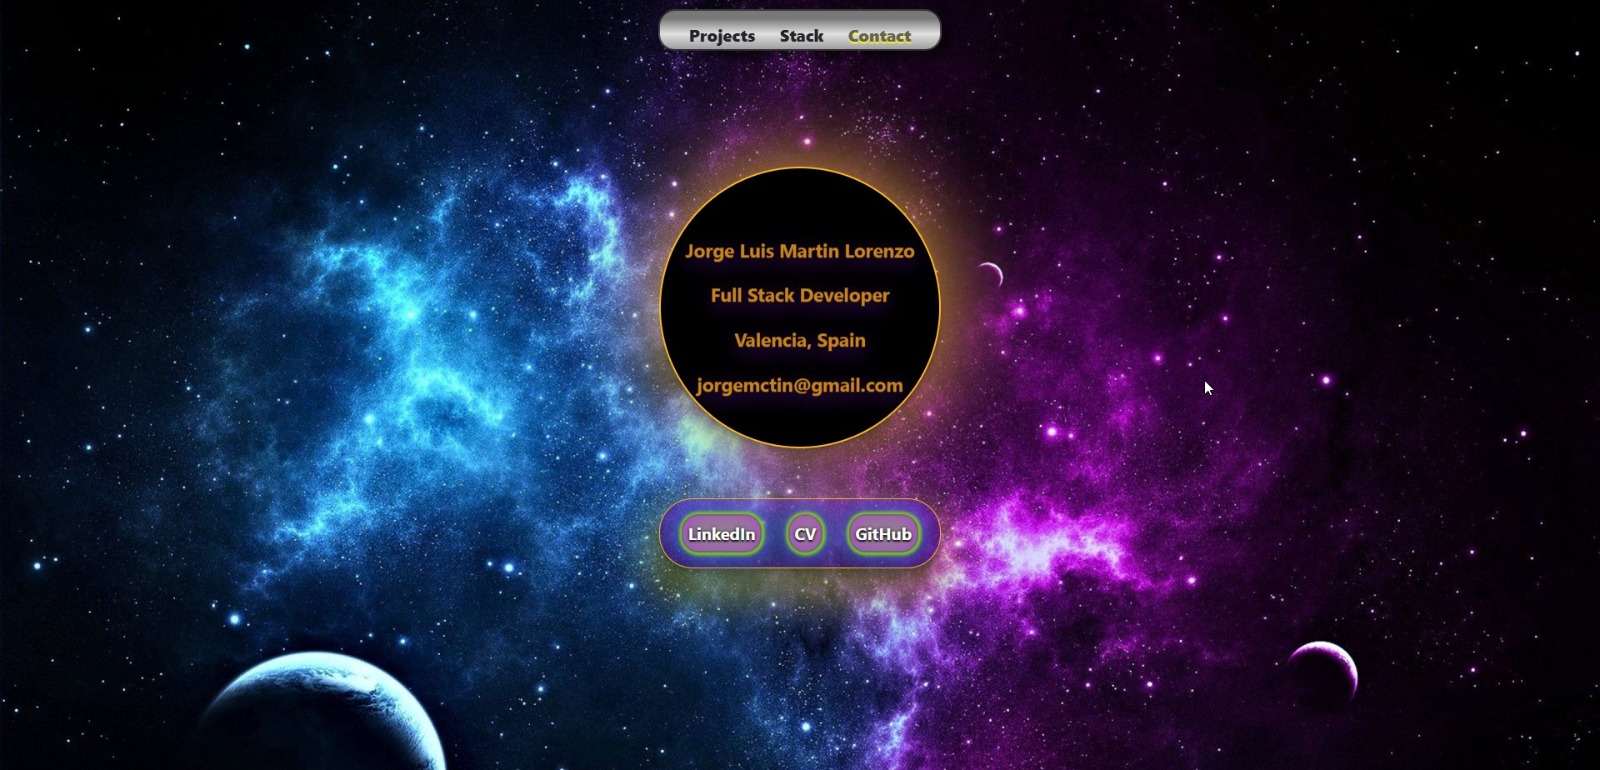 Projects Stack Contact
Jorge Luis Martin Lorenzo
Full Stack Developer
Valencia, Spain
jorgemctin@gmail.com
LinkedIn CV GitHub